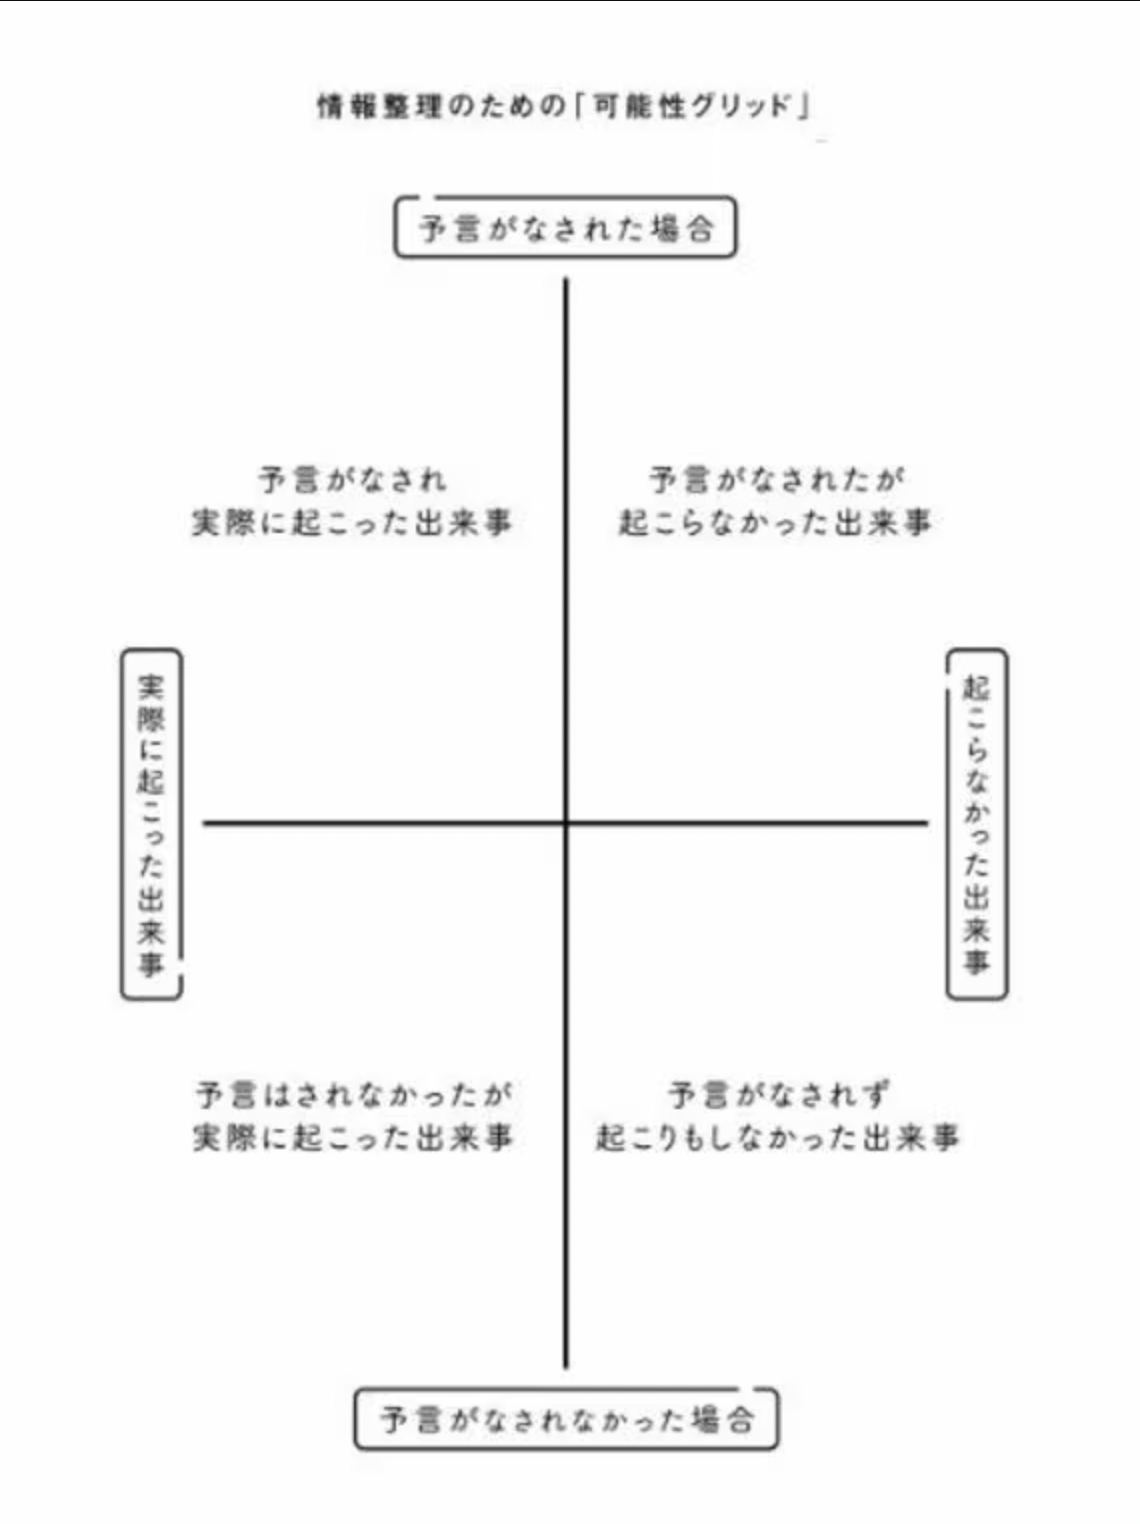 情報整理のための「可能性グリッド」
予言がなされた場合
予言がなされ
実際に起こった出来事
予言がなされたが
起こらなかった出来事
実際に起こった出来事
起こらなかった出来事
予言はされなかったが
実際に起こった出来事
予言がなされず
起こりもしなかった出来事
予言がなされなかった場合